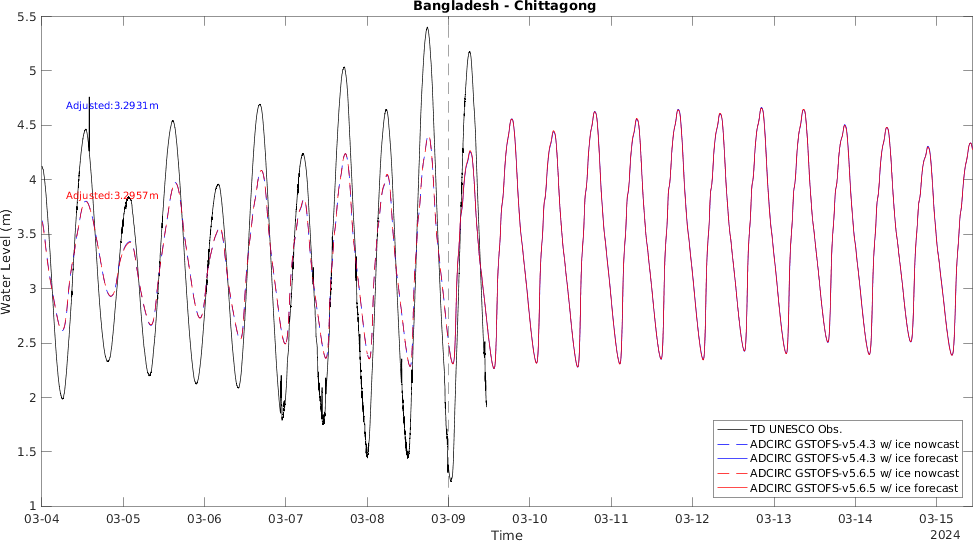 Bangladesh - Chittagong
5.5
5
4.5
4
3.5
3
2.5
2
1.5
1
Water Level (m)
Adjusted:3.2931m
Adjusted:3.2957m
TD UNESCO Obs.
ADCIRC GSTOFS-v5.4.3 w/ ice nowcast
ADCIRC GSTOFS-v5.4.3 w/ ice forecast
ADCIRC GSTOFS-v5.6.5 w/ ice nowcast
ADCIRC GSTOFS-v5.6.5 w/ ice forecast
03-04 03-05 03-06 03-07 03-08 03-09 03-10 03-11 03-12 03-13 03-14 03-15
Time
2024